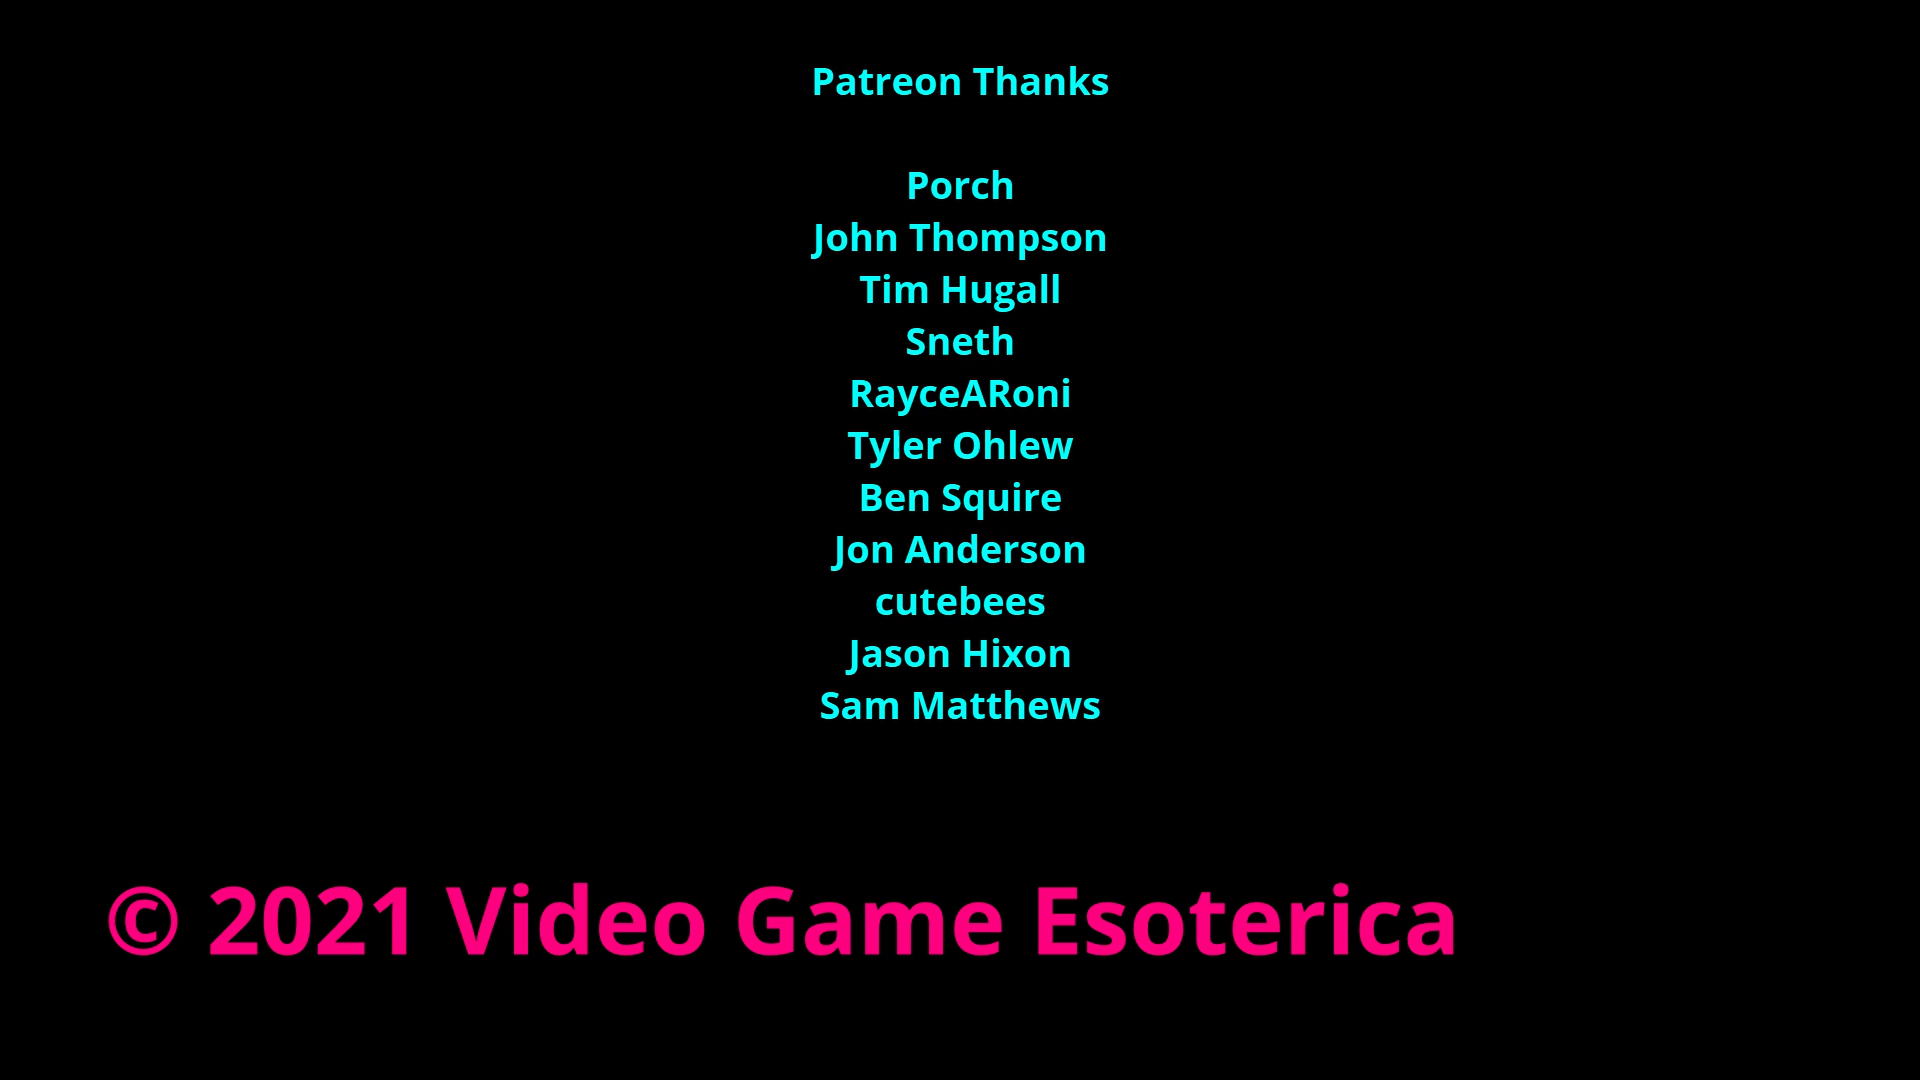 Patreon Thanks
Porch
John Thompson
Tim Hugall
Sneth
RayceARoni
Tyler Ohlew
Ben Squire
Jon Anderson
cutebees
Jason Hixon
Sam Matthews
© 2021 Video Game Esoterica